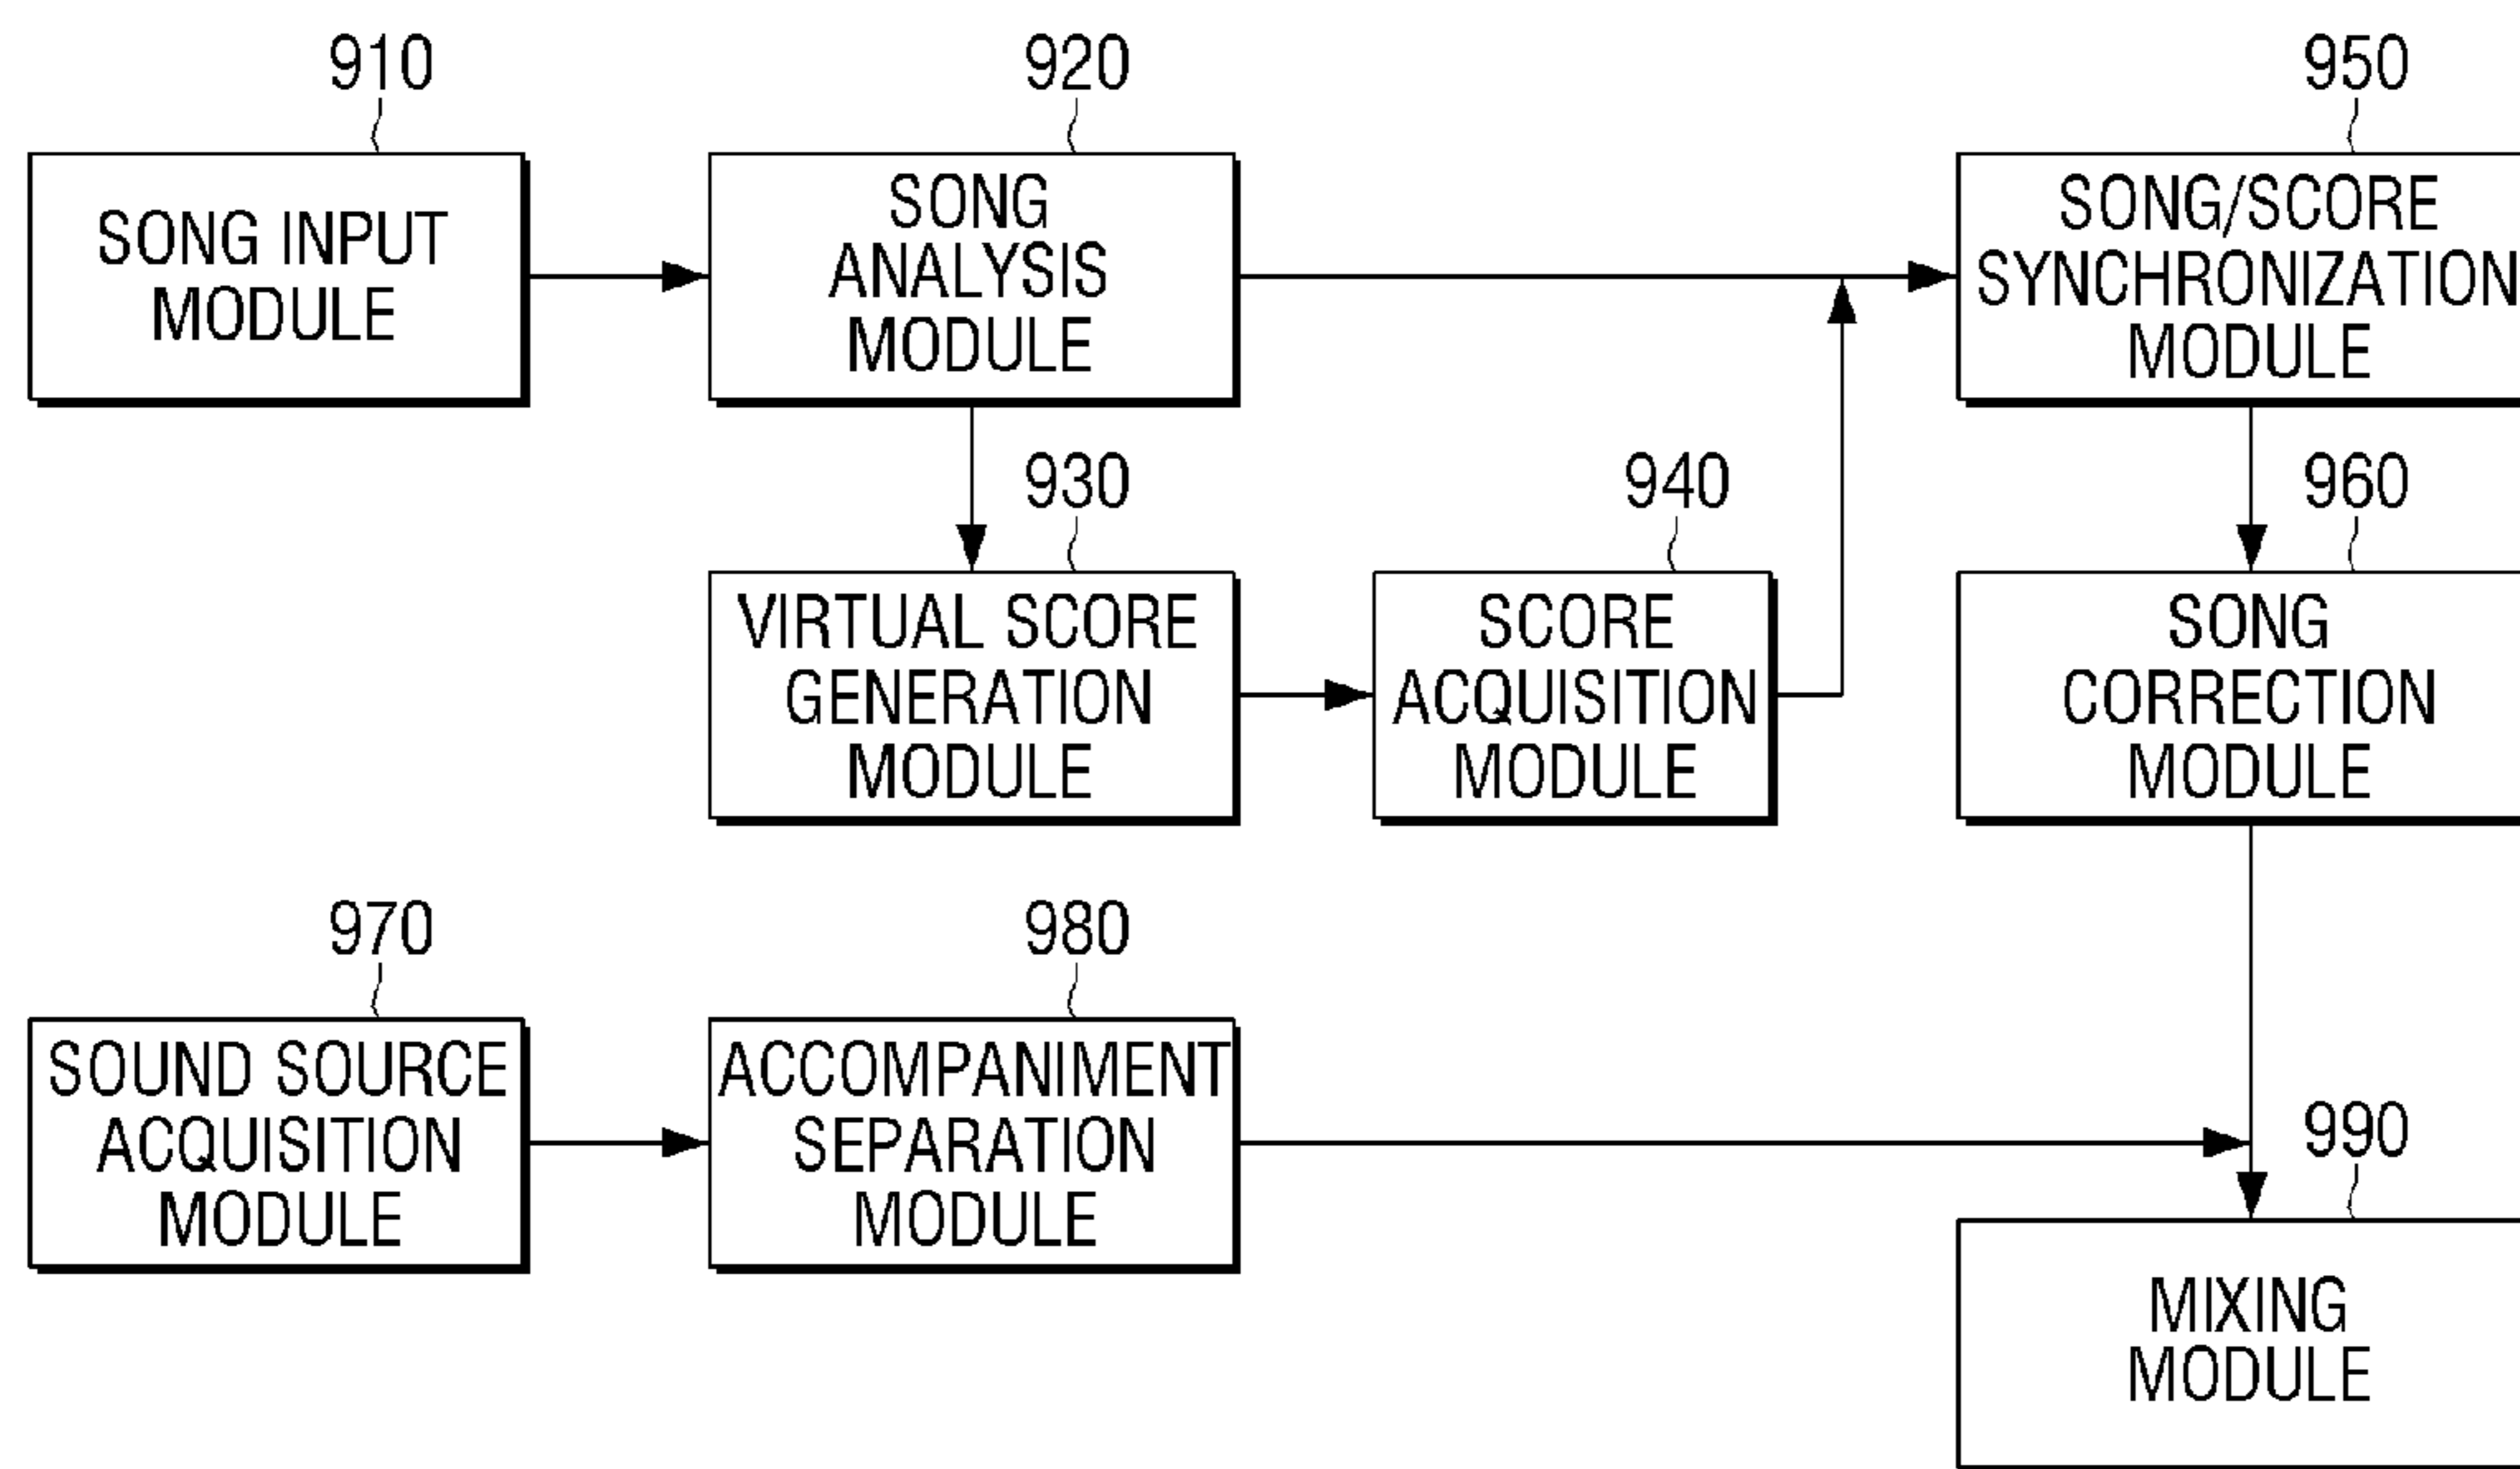 910
920
950
SONG INPUT
MODULE
SONG
ANALYSIS
MODULE
SONG/SCORE
SYNCHRONIZATION
MODULE
930
940
960
VIRTUAL SCORE
GENERATION
MODULE
SCORE
ACQUISITION
MODULE
SONG
CORRECTION
MODULE
970
980
990
SOUND SOURCE
ACQUISITION
MODULE
ACCOMPANIMENT
SEPARATION
MODULE
MIXING
MODULE